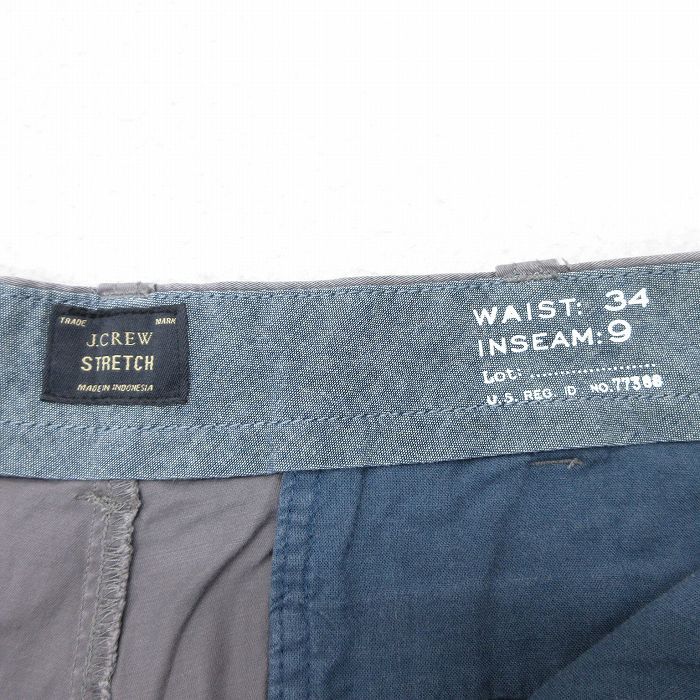 TRADE MARK
J.CREW
STRETCH
MADE IN INDONESIA
WAIST: 34
INSEAM: 9
Lot: ....................
U.S. REG. ID NO. 77388